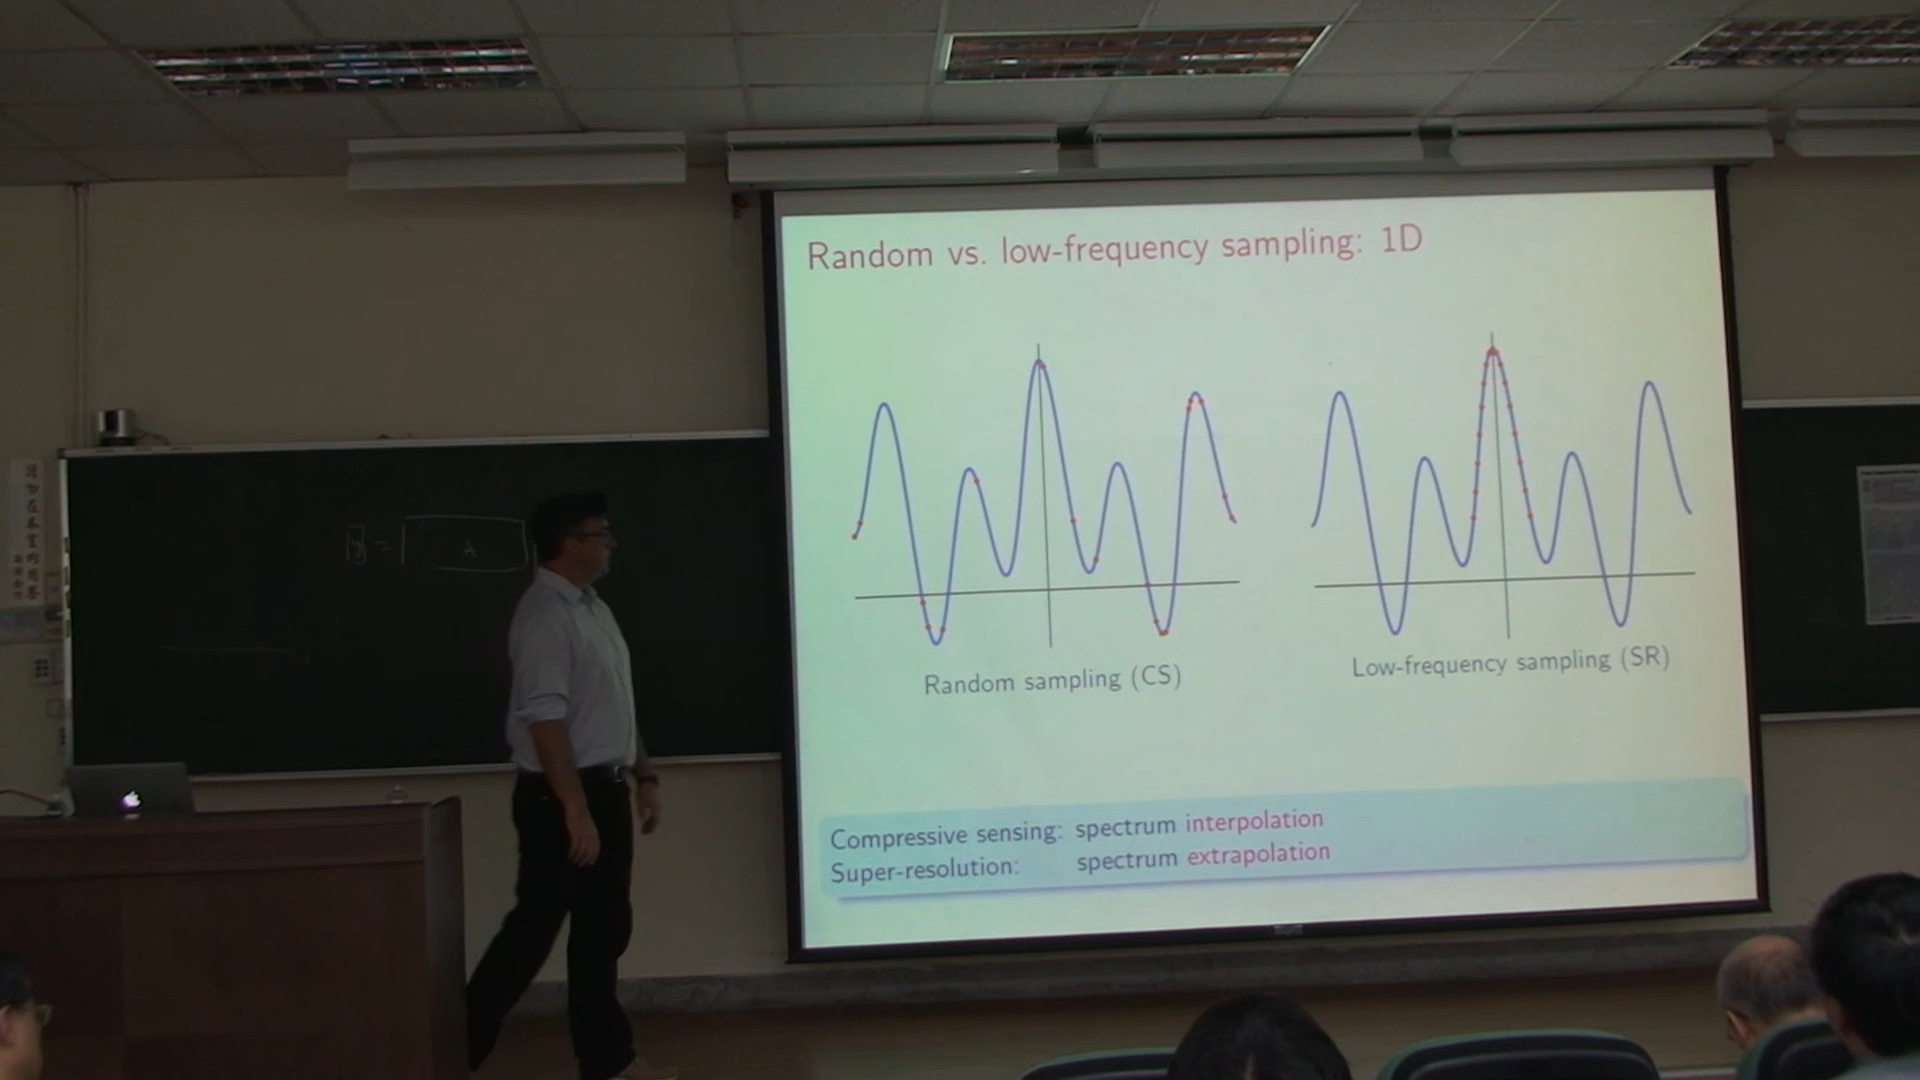 Random vs. low-frequency sampling: 1D
Random sampling (CS)
Low-frequency sampling (SR)
Compressive sensing: spectrum interpolation
Super-resolution: spectrum extrapolation
y = A